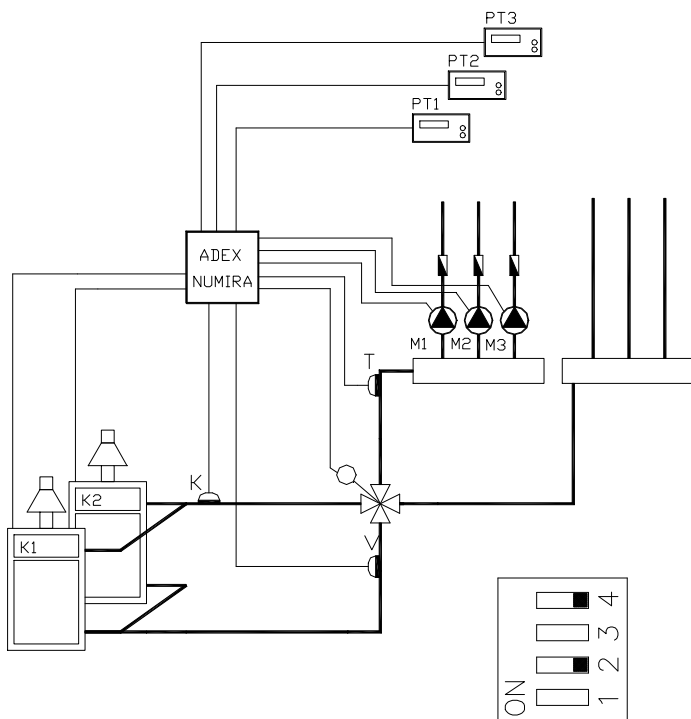 PT3
PT2
PT1
ADEX
NUMIRA
M1 M2 M3
T
K
K2
K1
V
ON
1 2 3 4